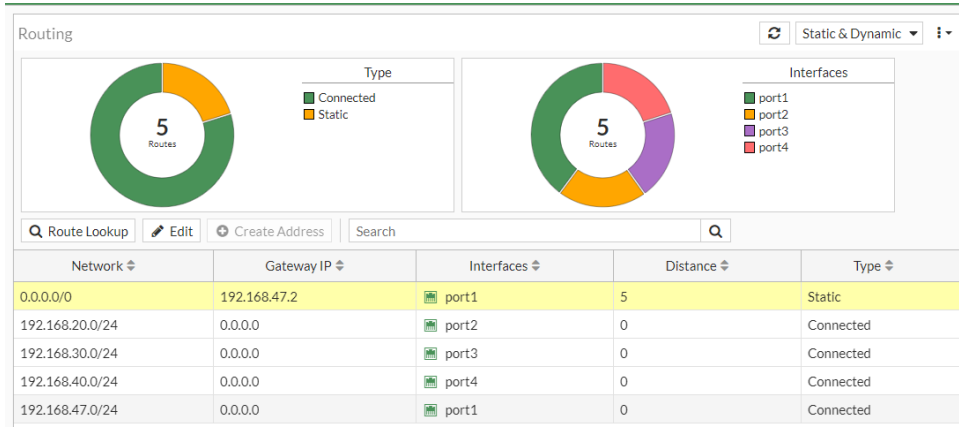 Routing
Static & Dynamic
Type
Connected
Static
5
Routes
Interfaces
port1
port2
port3
port4
5
Routes
Route Lookup Edit Create Address Search
Network Gateway IP Interfaces Distance Type
0.0.0.0/0 192.168.47.2 port1 5 Static
192.168.20.0/24 0.0.0.0 port2 0 Connected
192.168.30.0/24 0.0.0.0 port3 0 Connected
192.168.40.0/24 0.0.0.0 port4 0 Connected
192.168.47.0/24 0.0.0.0 port1 0 Connected